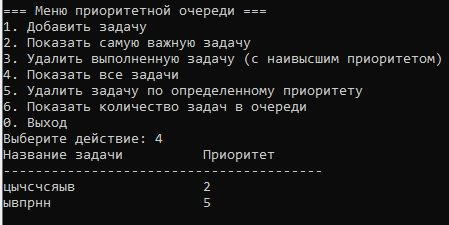 === Меню приоритетной очереди ===
1. Добавить задачу
2. Показать самую важную задачу
3. Удалить выполненную задачу (с наивысшим приоритетом)
4. Показать все задачи
5. Удалить задачу по определенному приоритету
6. Показать количество задач в очереди
0. Выход
Выберите действие: 4
Название задачи Приоритет
----------------------------------------
цычсчсяыв 2
ывпрнн 5